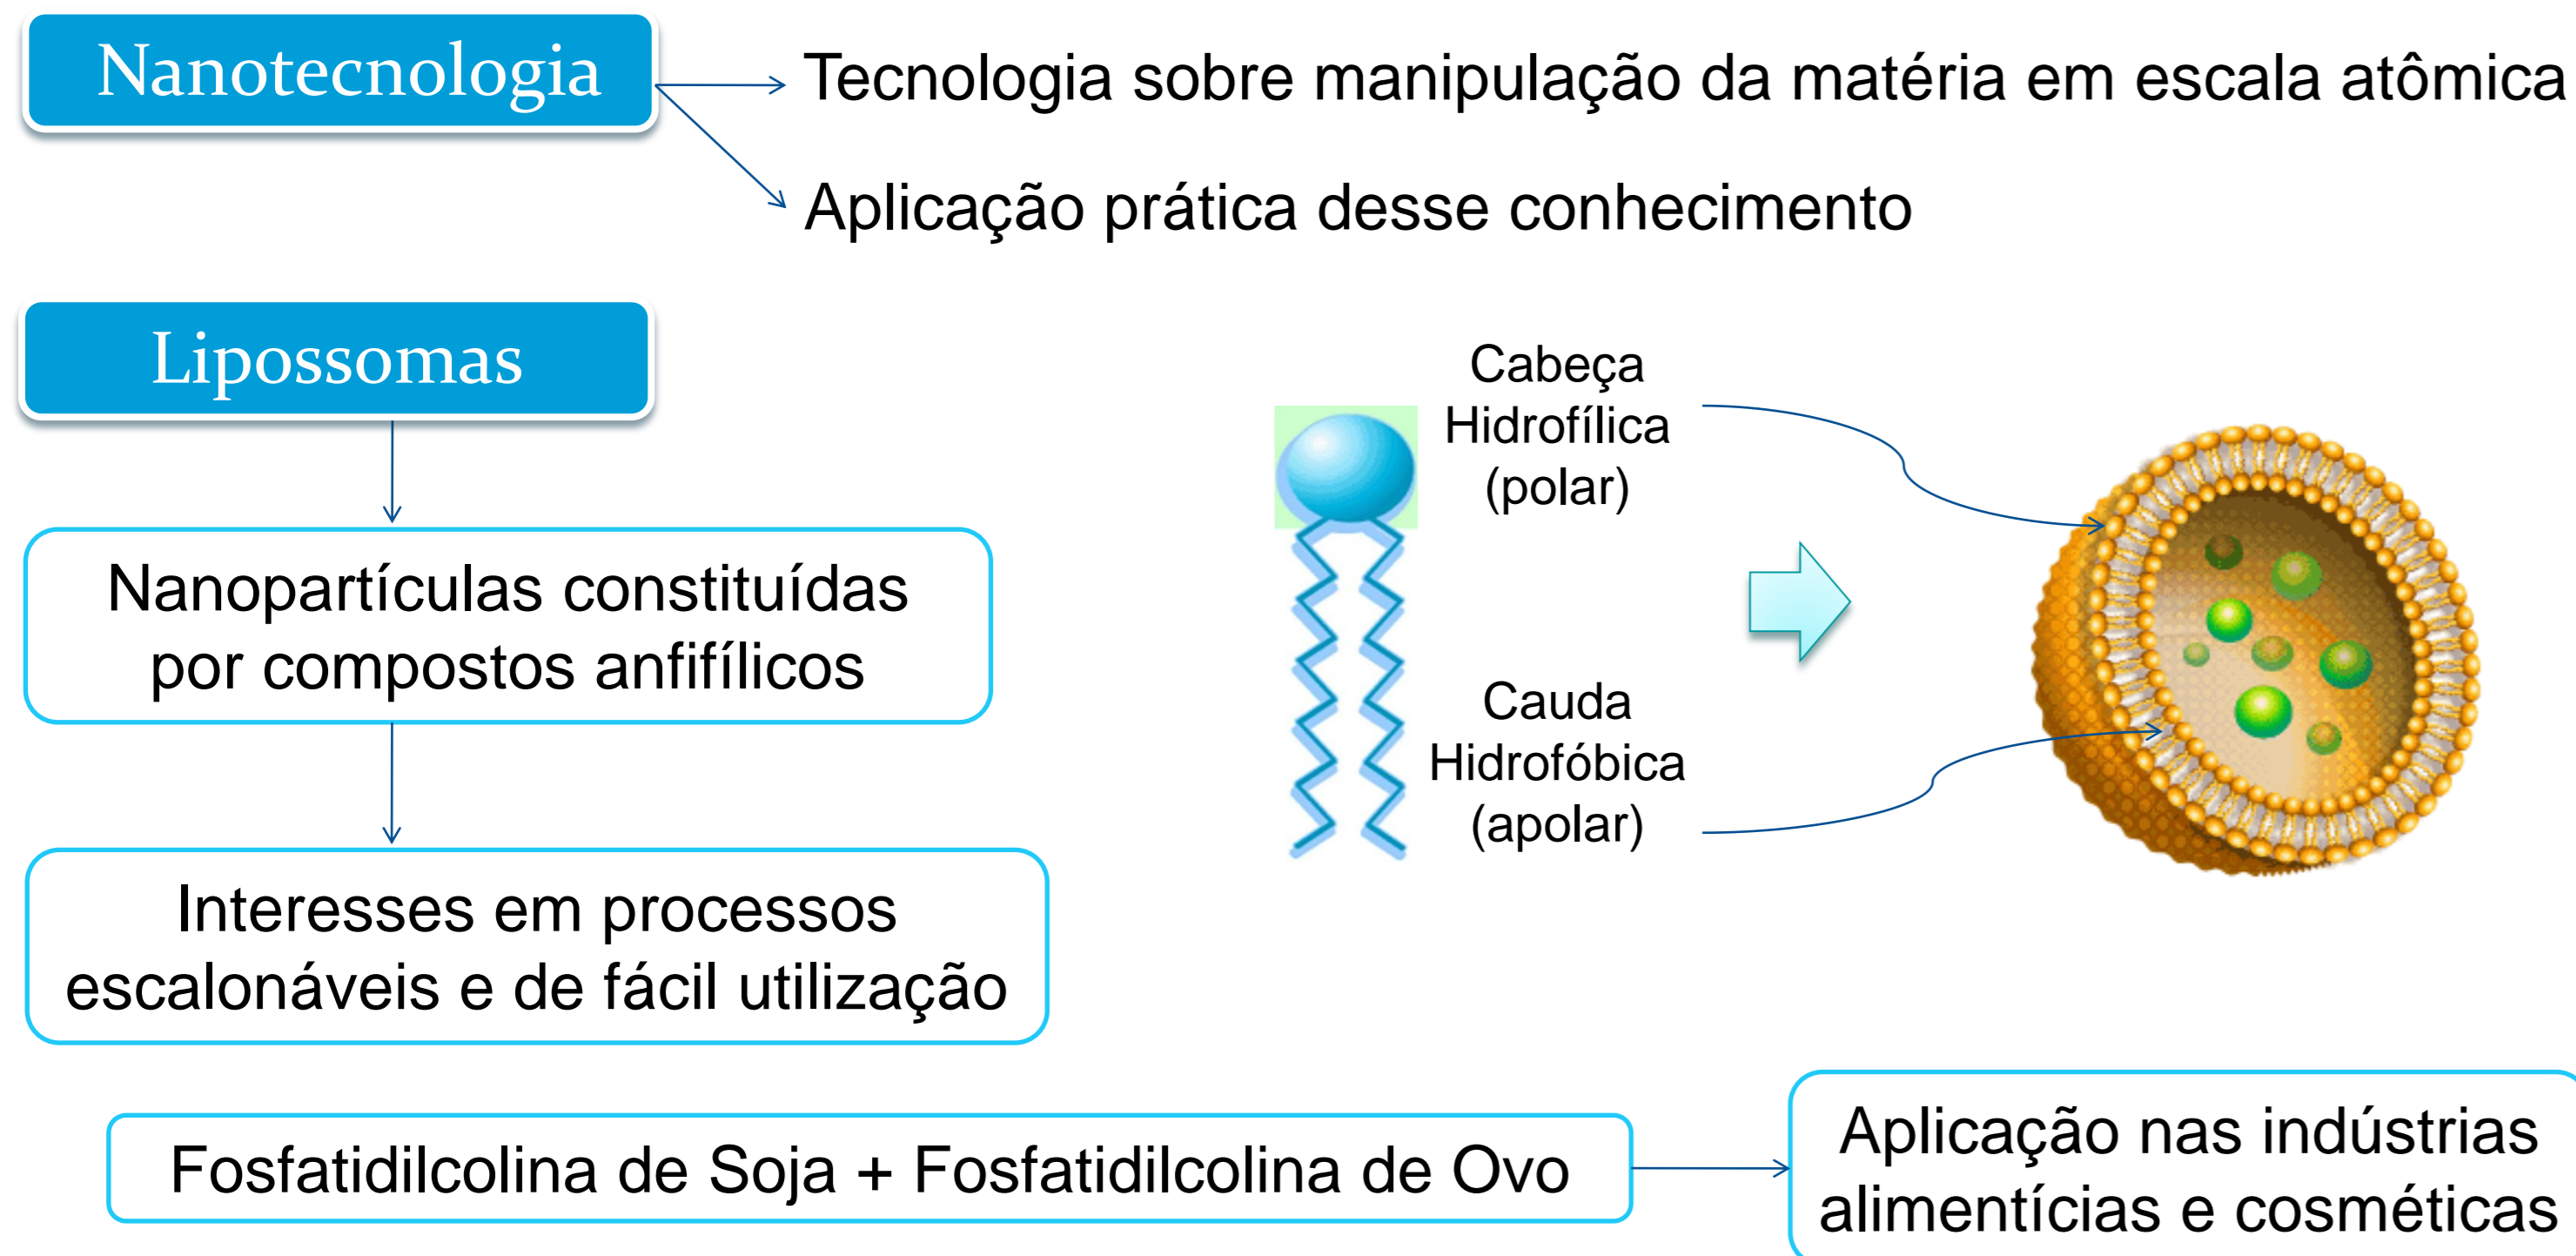 Nanotecnologia
Tecnologia sobre manipulação da matéria em escala atômica
Aplicação prática desse conhecimento
Lipossomas
Nanopartículas constituídas
por compostos anfifílicos
Interesses em processos
escalonáveis e de fácil utilização
Cabeça
Hidrofílica
(polar)
Cauda
Hidrofóbica
(apolar)
Fosfatidilcolina de Soja + Fosfatidilcolina de Ovo
Aplicação nas indústrias
alimentícias e cosméticas